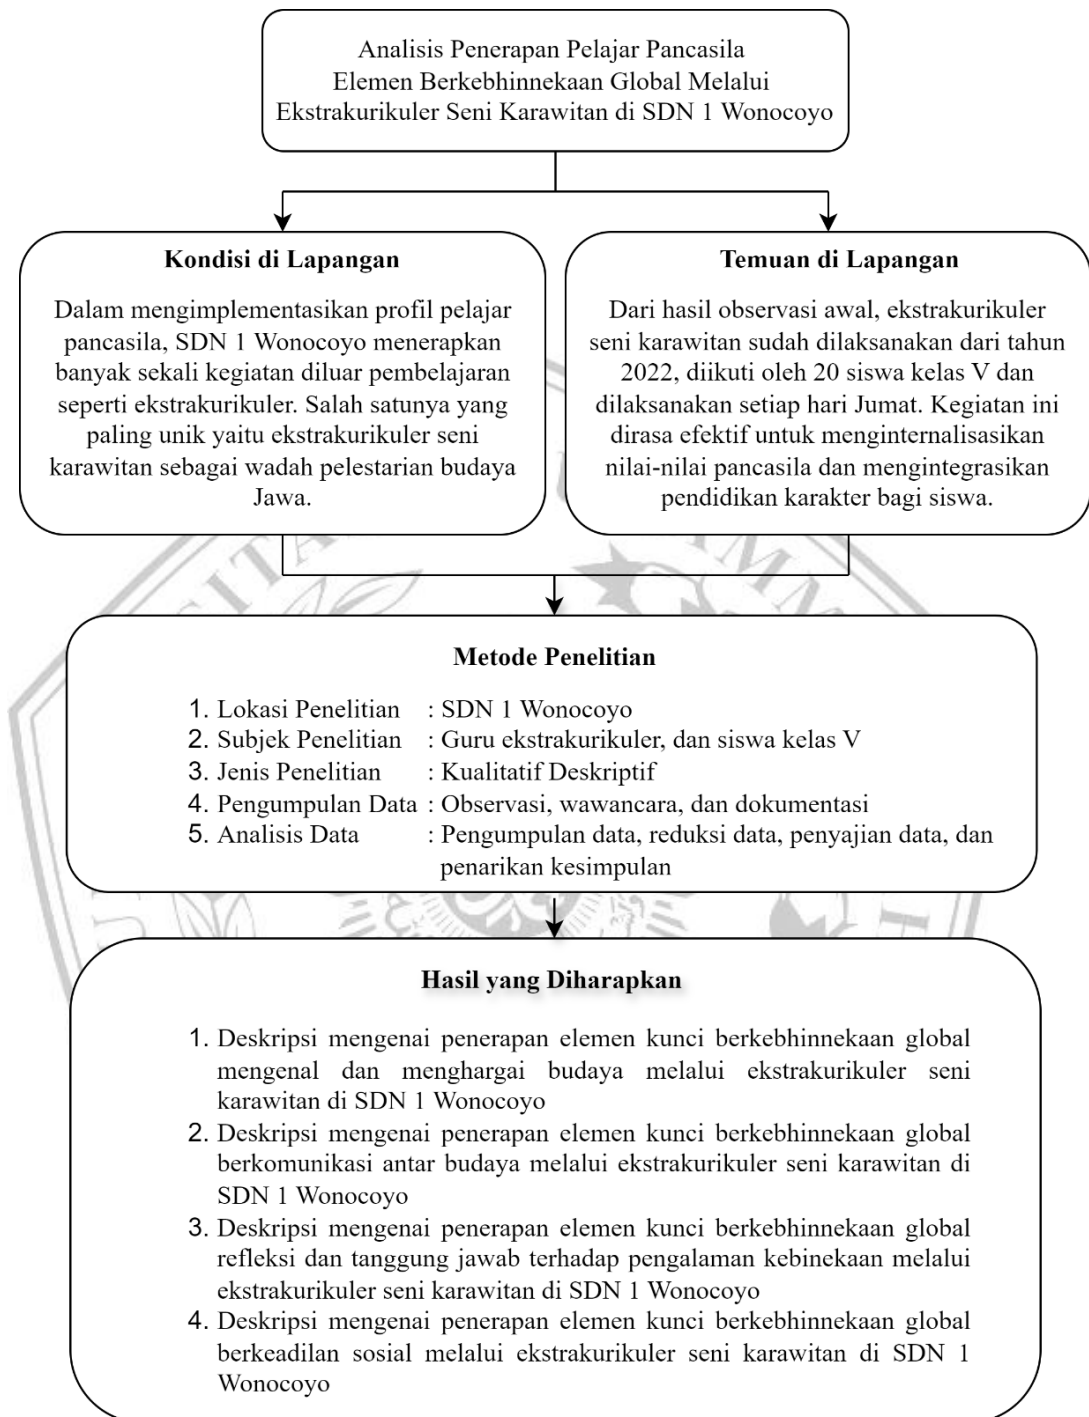 Analisis Penerapan Pelajar Pancasila
Elemen Berkebhinnekaan Global Melalui
Ekstrakurikuler Seni Karawitan di SDN 1 Wonocoyo
Kondisi di Lapangan
Dalam mengimplementasikan profil pelajar
pancasila, SDN 1 Wonocoyo menerapkan
banyak sekali kegiatan diluar pembelajaran
seperti ekstrakurikuler. Salah satunya yang
paling unik yaitu ekstrakurikuler seni
karawitan sebagai wadah pelestarian budaya
Jawa.
Temuan di Lapangan
Dari hasil observasi awal, ekstrakurikuler
seni karawitan sudah dilaksanakan dari tahun
2022, diikuti oleh 20 siswa kelas V dan
dilaksanakan setiap hari Jumat. Kegiatan ini
dirasa efektif untuk menginternalisasikan
nilai-nilai pancasila dan mengintegrasikan
pendidikan karakter bagi siswa.
Metode Penelitian
1. Lokasi Penelitian : SDN 1 Wonocoyo
2. Subjek Penelitian : Guru ekstrakurikuler, dan siswa kelas V
3. Jenis Penelitian : Kualitatif Deskriptif
4. Pengumpulan Data : Observasi, wawancara, dan dokumentasi
5. Analisis Data : Pengumpulan data, reduksi data, penyajian data, dan
penarikan kesimpulan
Hasil yang Diharapkan
1. Deskripsi mengenai penerapan elemen kunci berkebhinnekaan global
mengenal dan menghargai budaya melalui ekstrakurikuler seni
karawitan di SDN 1 Wonocoyo
2. Deskripsi mengenai penerapan elemen kunci berkebhinnekaan global
berkomunikasi antar budaya melalui ekstrakurikuler seni karawitan di
SDN 1 Wonocoyo
3. Deskripsi mengenai penerapan elemen kunci berkebhinnekaan global
refleksi dan tanggung jawab terhadap pengalaman kebinekaan melalui
ekstrakurikuler seni karawitan di SDN 1 Wonocoyo
4. Deskripsi mengenai penerapan elemen kunci berkebhinnekaan global
berkeadilan sosial melalui ekstrakurikuler seni karawitan di SDN 1
Wonocoyo